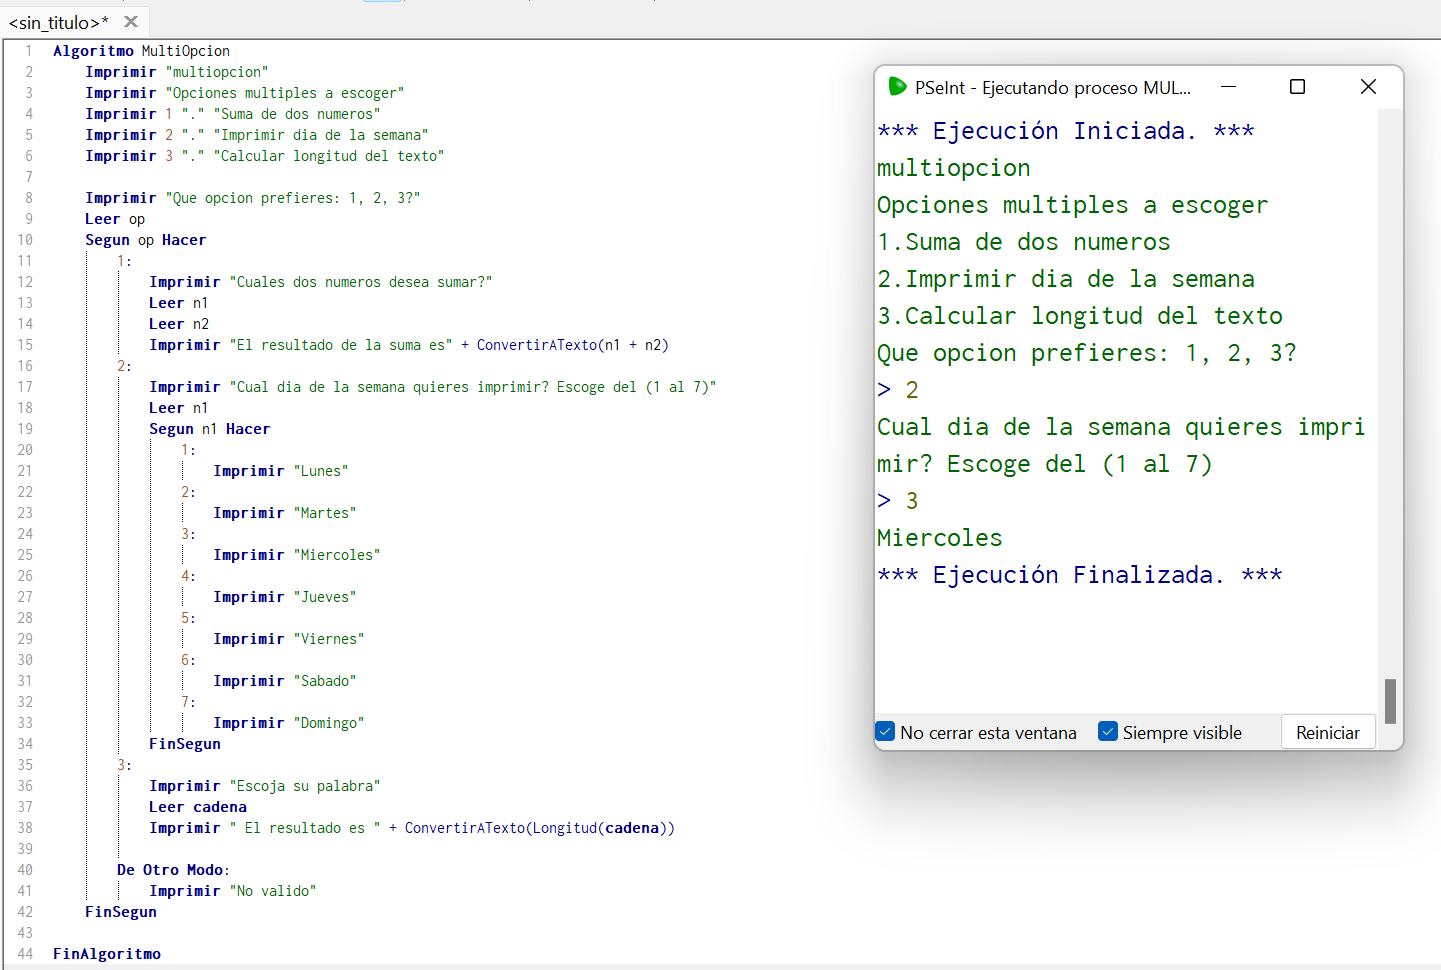 <sin_titulo>*
1 Algoritmo MultiOpcion
2 Imprimir "multiopcion"
3 Imprimir "Opciones multiples a escoger"
4 Imprimir 1 "." "Suma de dos numeros"
5 Imprimir 2 "." "Imprimir dia de la semana"
6 Imprimir 3 "." "Calcular longitud del texto"
7
8 Imprimir "Que opcion prefieres: 1, 2, 3?"
9 Leer op
10 Segun op Hacer
11 1:
12 Imprimir "Cuales dos numeros desea sumar?"
13 Leer n1
14 Leer n2
15 Imprimir "El resultado de la suma es" + ConvertirATexto(n1 + n2)
16 2:
17 Imprimir "Cual dia de la semana quieres imprimir? Escoge del (1 al 7)"
18 Leer n1
19 Segun n1 Hacer
20 1:
21 Imprimir "Lunes"
22 2:
23 Imprimir "Martes"
24 3:
25 Imprimir "Miercoles"
26 4:
27 Imprimir "Jueves"
28 5:
29 Imprimir "Viernes"
30 6:
31 Imprimir "Sabado"
32 7:
33 Imprimir "Domingo"
34 FinSegun
35 3:
36 Imprimir "Escoja su palabra"
37 Leer cadena
38 Imprimir " El resultado es " + ConvertirATexto(Longitud(cadena))
39
40 De Otro Modo:
41 Imprimir "No valido"
42 FinSegun
43
44 FinAlgoritmo
PSeInt - Ejecutando proceso MUL...
*** Ejecución Iniciada. ***
multiopcion
Opciones multiples a escoger
1.Suma de dos numeros
2.Imprimir dia de la semana
3.Calcular longitud del texto
Que opcion prefieres: 1, 2, 3?
> 2
Cual dia de la semana quieres impri
mir? Escoge del (1 al 7)
> 3
Miercoles
*** Ejecución Finalizada. ***
No cerrar esta ventana Siempre visible Reiniciar